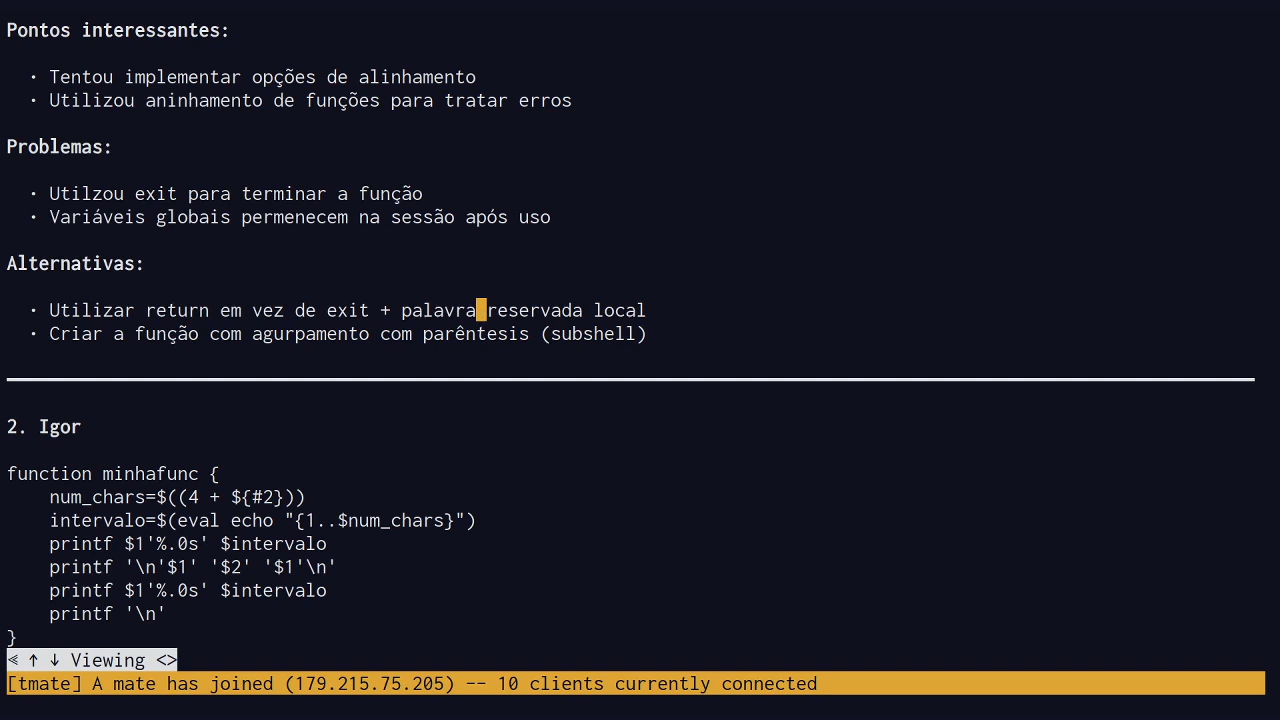 Pontos interessantes:
• Tentou implementar opções de alinhamento
• Utilizou aninhamento de funções para tratar erros
Problemas:
• Utilzou exit para terminar a função
• Variáveis globais permenecem na sessão após uso
Alternativas:
• Utilizar return em vez de exit + palavra reservada local
• Criar a função com agurpamento com parêntesis (subshell)
2. Igor
function minhafunc {
    num_chars=$((4 + ${#2}))
    intervalo=$(eval echo "{1..$num_chars}")
    printf $1'%.0s' $intervalo
    printf '\n'$1' '$2' '$1'\n'
    printf $1'%.0s' $intervalo
    printf '\n'
}
⪡ ↑ ↓ Viewing <>
[tmate] A mate has joined (179.215.75.205) -- 10 clients currently connected